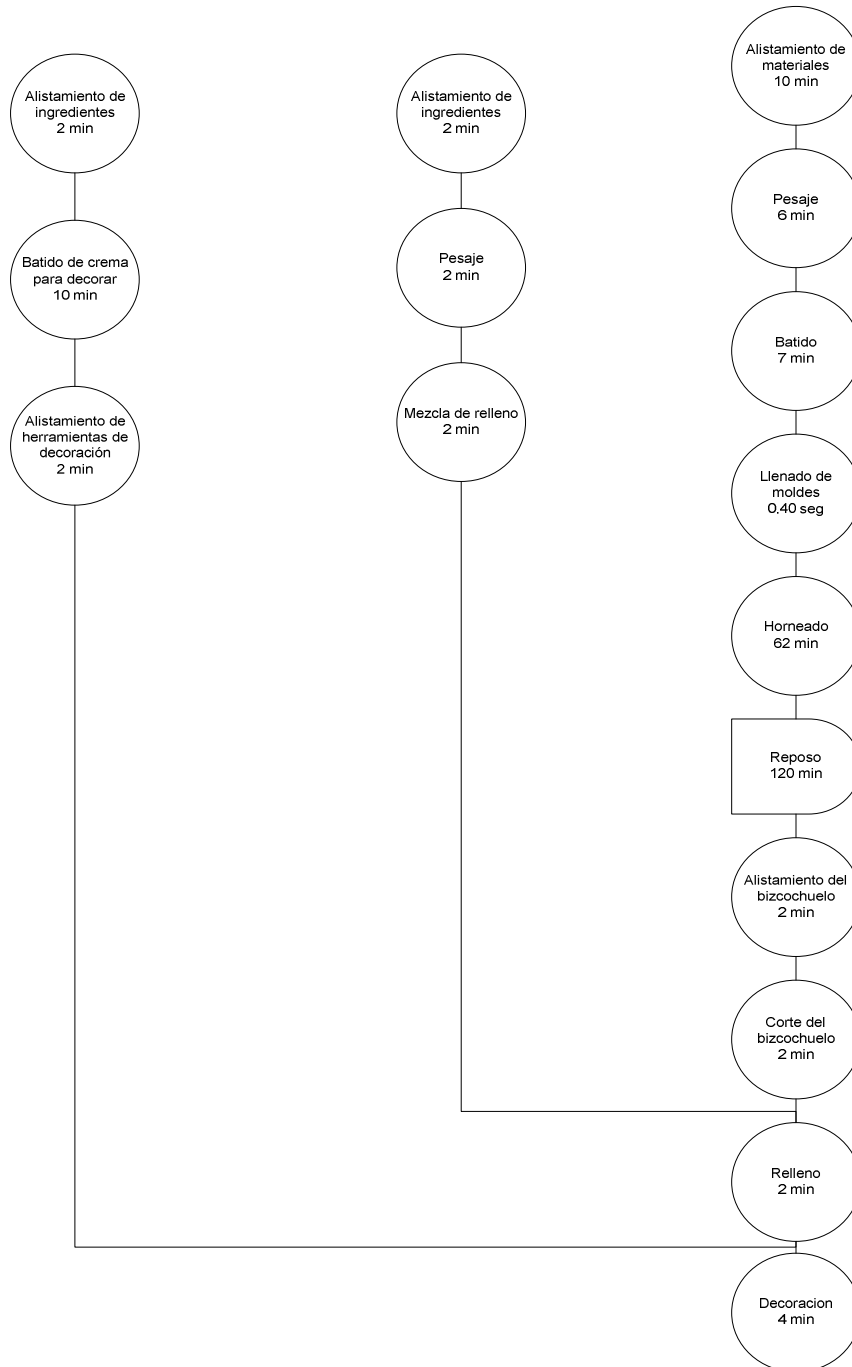 Alistamiento de
ingredientes
2 min
Batido de crema
para decorar
10 min
Alistamiento de
herramientas de
decoración
2 min
Alistamiento de
ingredientes
2 min
Pesaje
2 min
Mezcla de relleno
2 min
Alistamiento de
materiales
10 min
Pesaje
6 min
Batido
7 min
Llenado de
moldes
0,40 seg
Horneado
62 min
Reposo
120 min
Alistamiento del
bizcochuelo
2 min
Corte del
bizcochuelo
2 min
Relleno
2 min
Decoracion
4 min